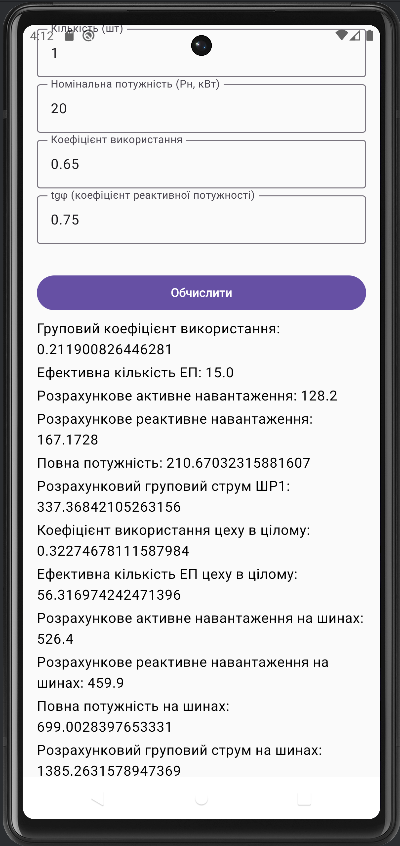 4:12
Кількість (шт)
1
Номінальна потужність (Рн, кВт)
20
Коефіцієнт використання
0.65
tgφ (коефіцієнт реактивної потужності)
0.75
Обчислити
Груповий коефіцієнт використання:
0.211900826446281
Ефективна кількість ЕП: 15.0
Розрахункове активне навантаження: 128.2
Розрахункове реактивне навантаження:
167.1728
Повна потужність: 210.67032315881607
Розрахунковий груповий струм ШР1:
337.36842105263156
Коефіцієнт використання цеху в цілому:
0.32274678111587984
Ефективна кількість ЕП цеху в цілому:
56.316974242471396
Розрахункове активне навантаження на шинах:
526.4
Розрахункове реактивне навантаження на
шинах: 459.9
Повна потужність на шинах:
699.0028397653331
Розрахунковий груповий струм на шинах:
1385.2631578947369